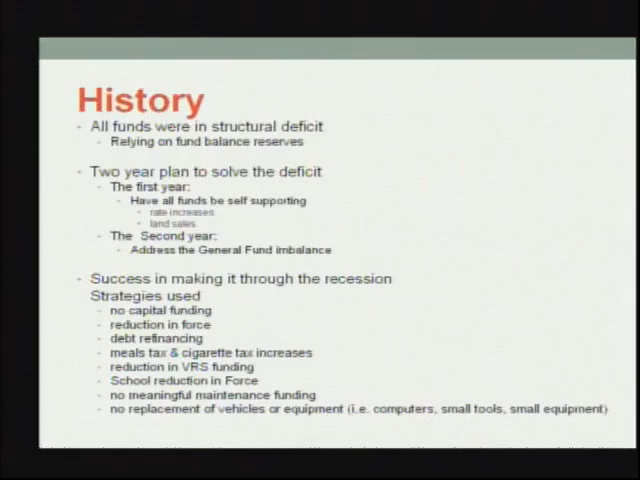 History
- All funds were in structural deficit
- Relying on fund balance reserves
- Two year plan to solve the deficit
- The first year:
- Have all funds be self supporting
- rate increases
- land sales
- The Second year:
- Address the General Fund imbalance
- Success in making it through the recession
Strategies used
- no capital funding
- reduction in force
- debt refinancing
- meals tax & cigarette tax increases
- reduction in VRS funding
- School reduction in Force
- no meaningful maintenance funding
- no replacement of vehicles or equipment (i.e. computers, small tools, small equipment)